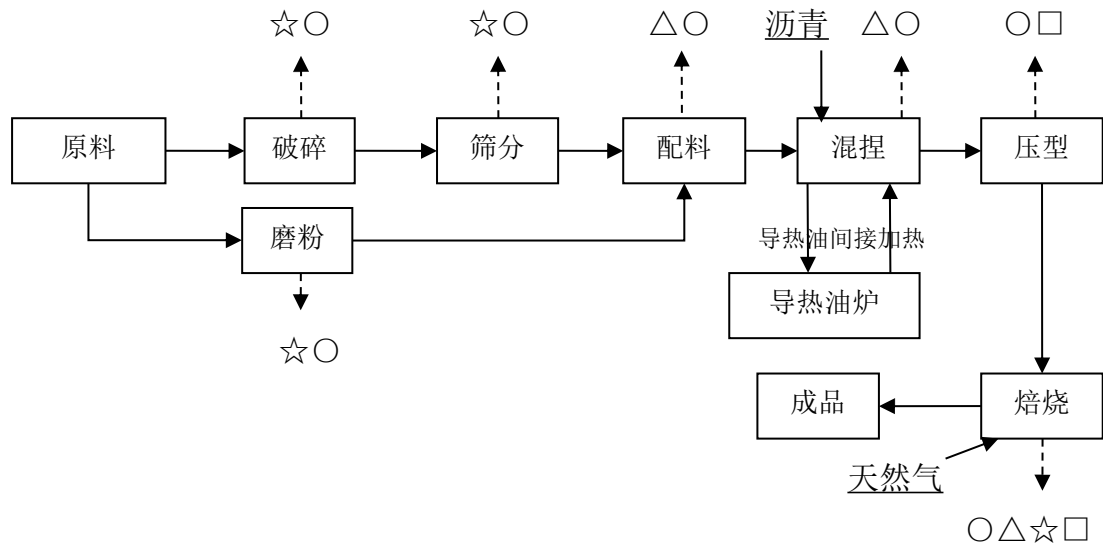 ☆○ ☆○ △○ 沥青 △○ ○□
原料 破碎 筛分 配料 混捏 压型
磨粉 导热油间接加热
导热油炉
☆○
成品 焙烧
天然气
○△☆□